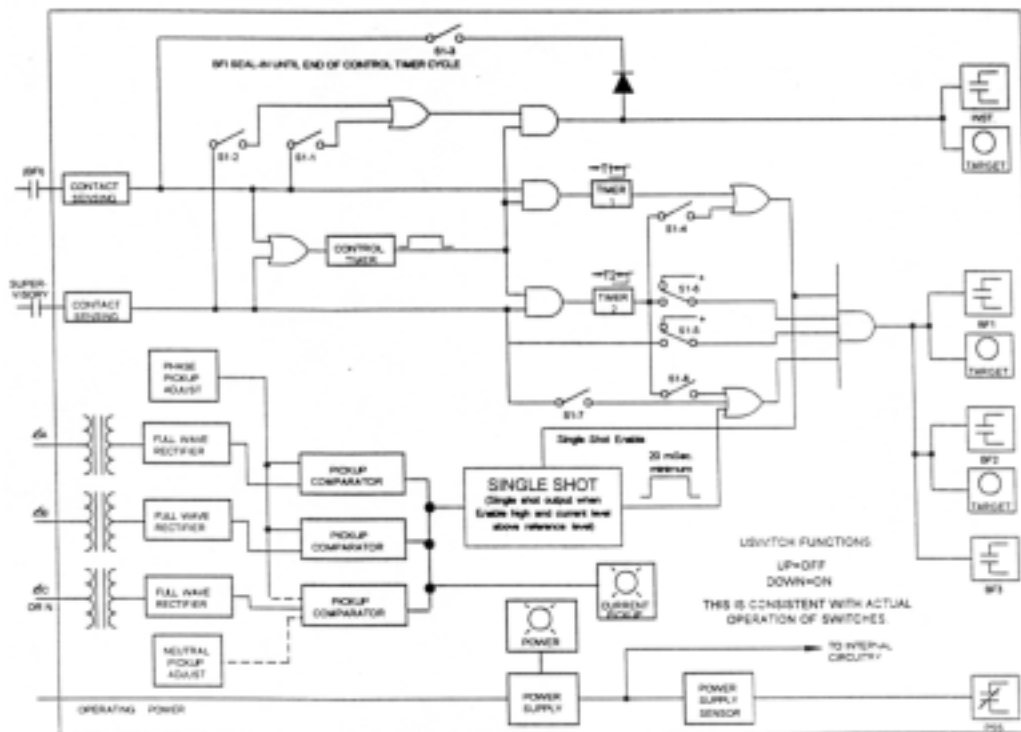 S1-3
BFI SEAL-IN UNTIL END OF CONTROL TIMER CYCLE
INST.
TARGET
S1-2
S1-1
(BFI)
CONTACT
SENSING
T1
TIMER
1
S1-4
CONTROL
TIMER
SUPER-
VISORY
CONTACT
SENSING
T2
TIMER
2
+
S1-6
+
S1-5
BF1
TARGET
PHASE
PICKUP
ADJUST
S1-8
S1-7
Single Shot Enable
20 mSec.
minimum
BF2
TARGET
FULL WAVE
RECTIFIER
PICKUP
COMPARATOR
SINGLE SHOT
(Single shot output when
Enable high and current level
above reference level)
FULL WAVE
RECTIFIER
PICKUP
COMPARATOR
FULL WAVE
RECTIFIER
PICKUP
COMPARATOR
OR N
CURRENT
PICKUP
FUNCTIONS
UP=OFF
DOWN=ON
THIS IS CONSISTENT WITH ACTUAL
OPERATION OF SWITCHES.
BF3
NEUTRAL
PICKUP
ADJUST
POWER
TO INTERNAL
CIRCUITRY
OPERATING POWER
POWER
SUPPLY
POWER
SUPPLY
SENSOR
PSS